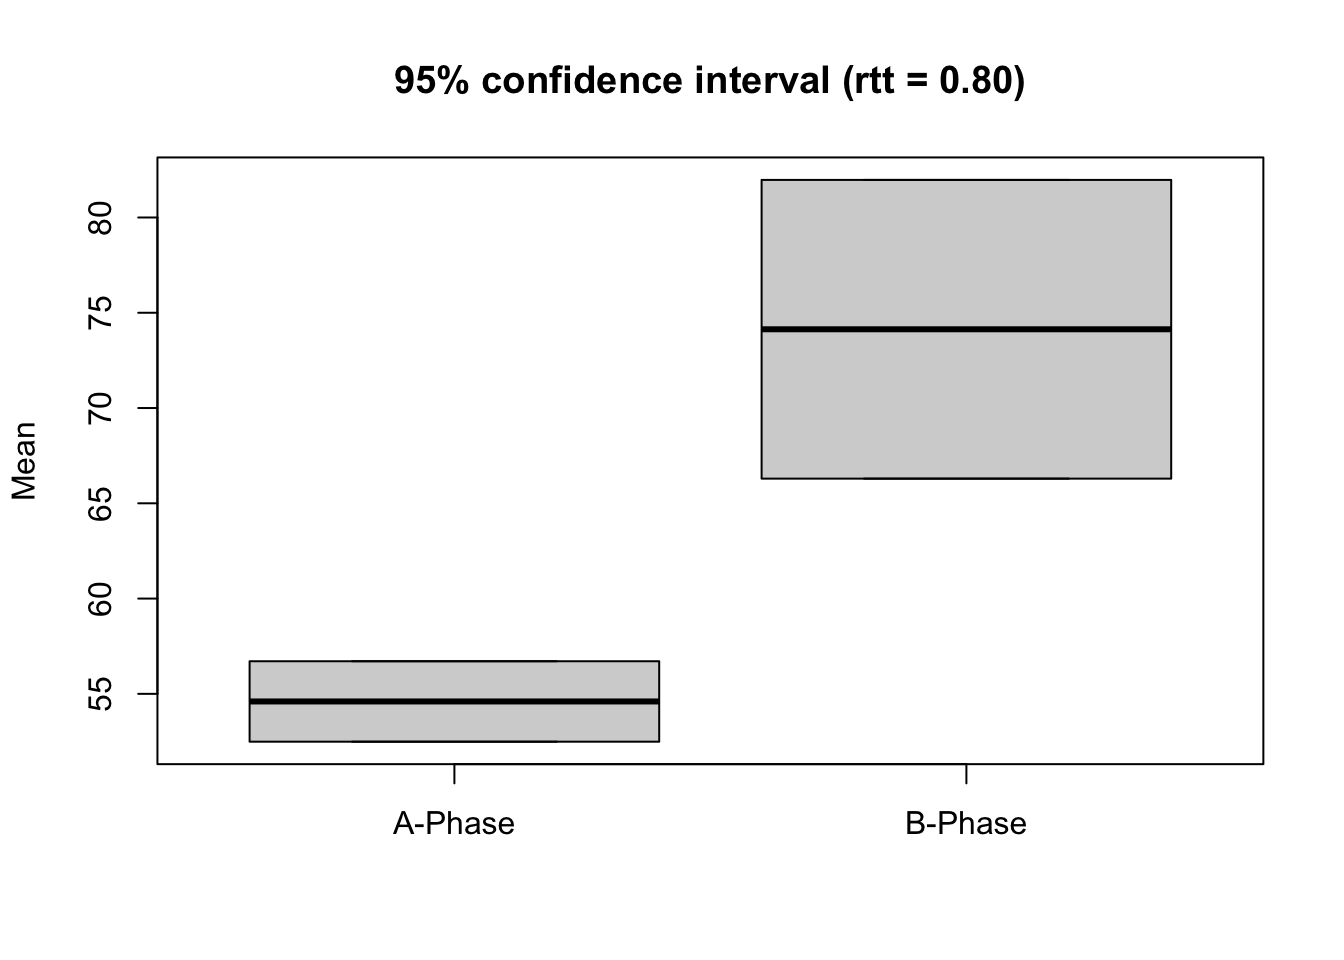 95% confidence interval (rtt = 0.80)
Mean
80
75
70
65
60
55
A-Phase
B-Phase